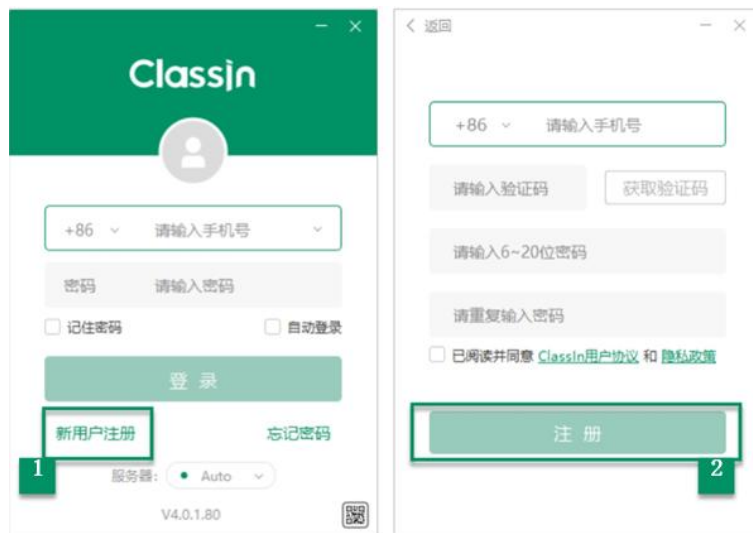 ClassIn
+86 请输入手机号
密码 请输入密码
记住密码 自动登录
登 录
新用户注册 忘记密码
1
服务器: Auto
V4.0.1.80
返回
+86 请输入手机号
请输入验证码 获取验证码
请输入6~20位密码
请重复输入密码
已阅读并同意 ClassIn用户协议 和 隐私政策
注 册
2